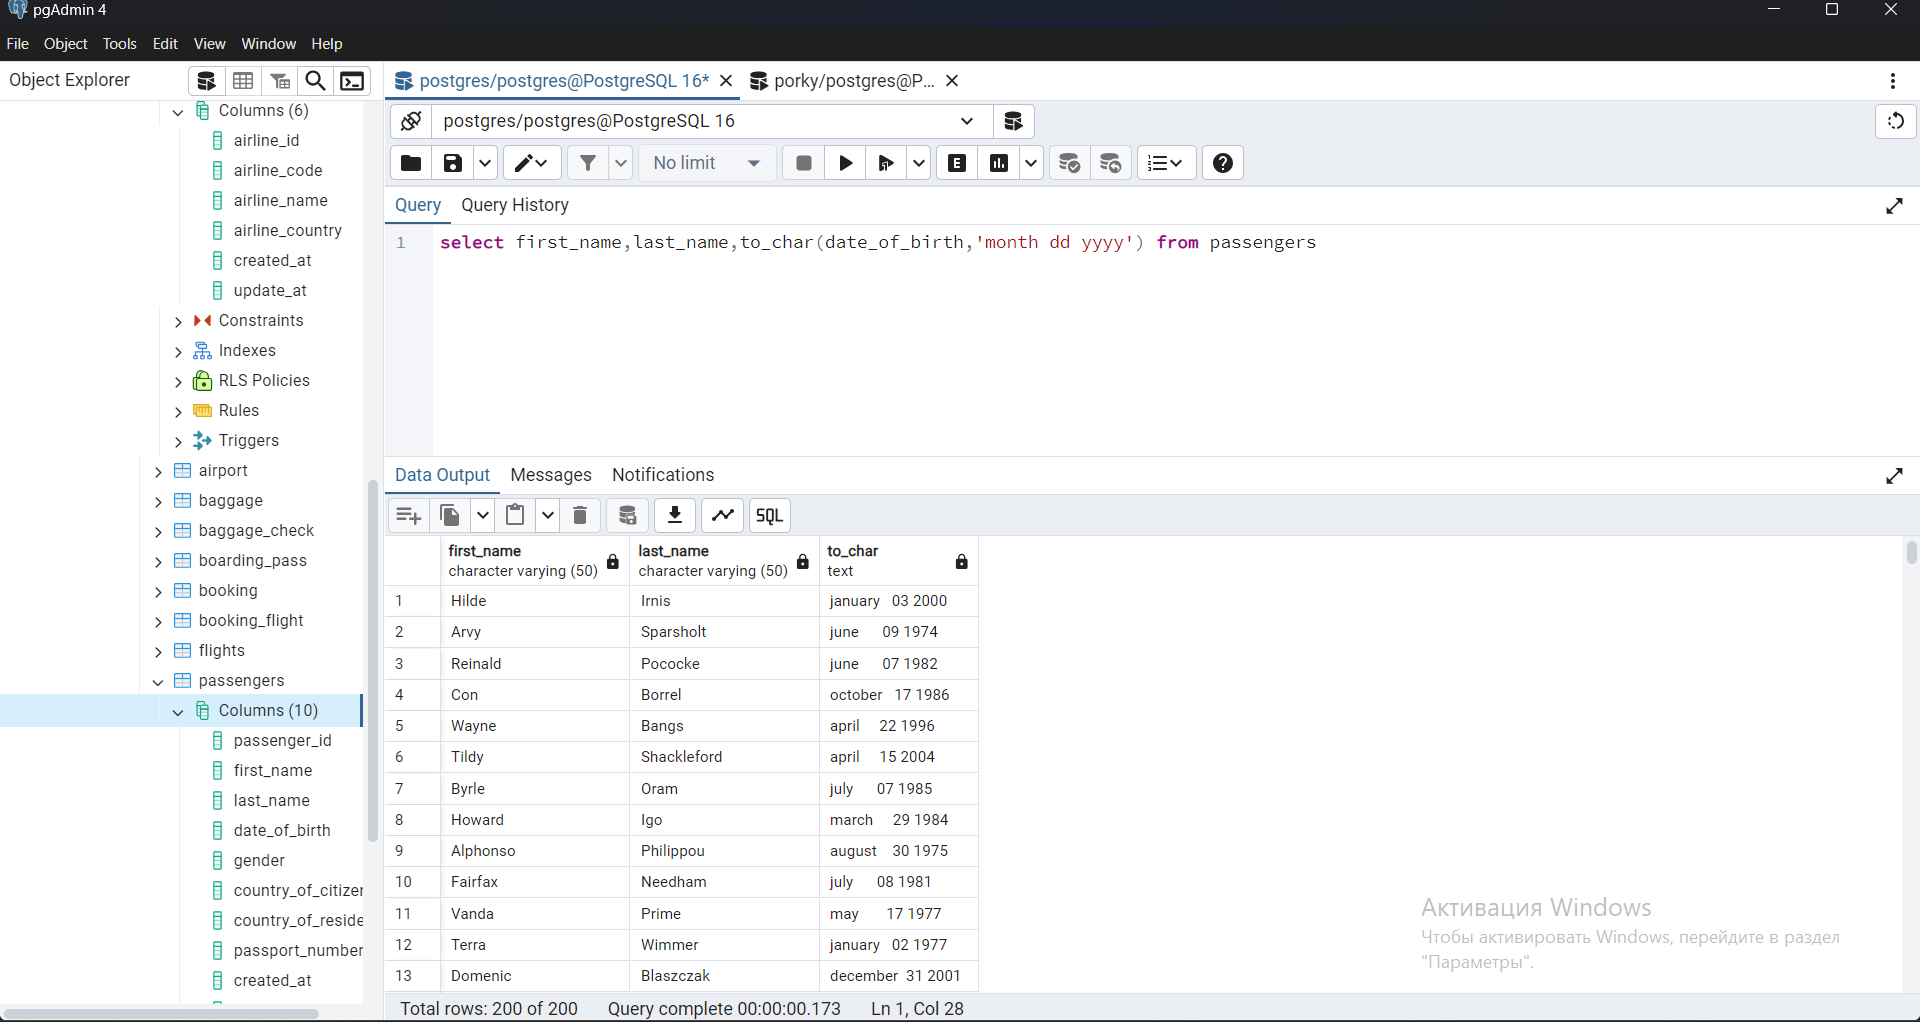 pgAdmin 4
File Object Tools Edit View Window Help
Object Explorer
postgres/postgres@PostgreSQL 16*
porky/postgres@P...
postgres/postgres@PostgreSQL 16
No limit
E
Query Query History
1 select first_name,last_name,to_char(date_of_birth,'month dd yyyy') from passengers
Columns (6)
airline_id
airline_code
airline_name
airline_country
created_at
update_at
Constraints
Indexes
RLS Policies
Rules
Triggers
airport
baggage
baggage_check
boarding_pass
booking
booking_flight
flights
passengers
Columns (10)
passenger_id
first_name
last_name
date_of_birth
gender
country_of_citizer
country_of_reside
passport_number
created_at
Data Output Messages Notifications
SQL
first_name last_name to_char
character varying (50) character varying (50) text
1 Hilde Irnis january 03 2000
2 Arvy Sparsholt june 09 1974
3 Reinald Pococke june 07 1982
4 Con Borrel october 17 1986
5 Wayne Bangs april 22 1996
6 Tildy Shackleford april 15 2004
7 Byrle Oram july 07 1985
8 Howard Igo march 29 1984
9 Alphonso Philippou august 30 1975
10 Fairfax Needham july 08 1981
11 Vanda Prime may 17 1977
12 Terra Wimmer january 02 1977
13 Domenic Blaszczak december 31 2001
Активация Windows
Чтобы активировать Windows, перейдите в раздел
"Параметры".
Total rows: 200 of 200 Query complete 00:00:00.173 Ln 1, Col 28